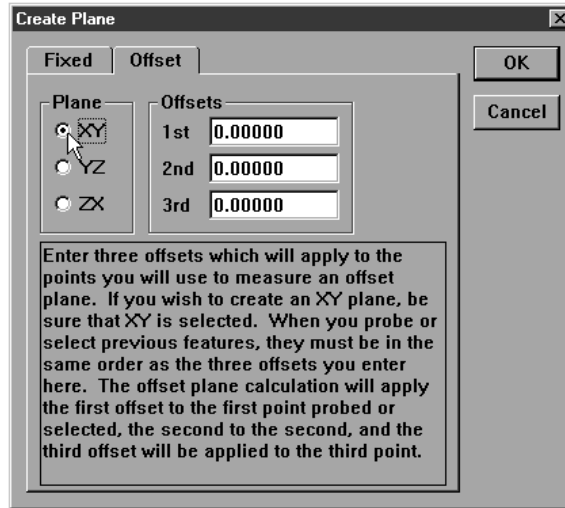 Create Plane
Fixed
Offset
OK
Cancel
Plane
XY
YZ
ZX
Offsets
1st 0.00000
2nd 0.00000
3rd 0.00000
Enter three offsets which will apply to the
points you will use to measure an offset
plane. If you wish to create an XY plane, be
sure that XY is selected. When you probe or
select previous features, they must be in the
same order as the three offsets you enter
here. The offset plane calculation will apply
the first offset to the first point probed or
selected, the second to the second, and the
third offset will be applied to the third point.